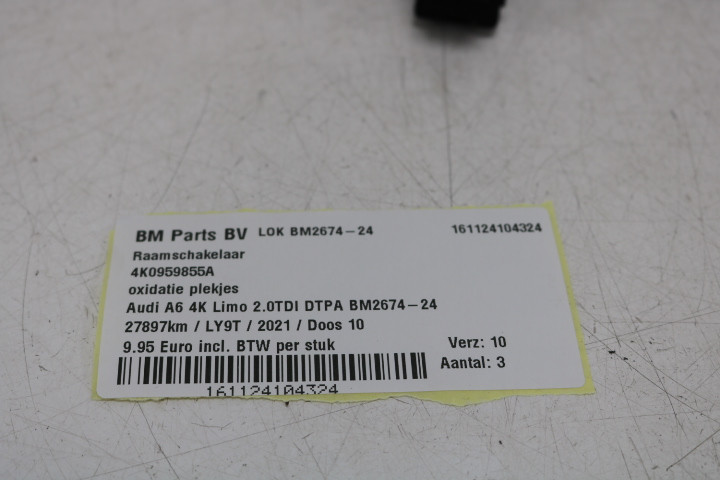 BM Parts BV LOK BM2674-24 161124104324
Raamschakelaar
4K0959855A
oxidatie plekjes
Audi A6 4K Limo 2.0TDI DTPA BM2674-24
27897km / LY9T / 2021 / Doos 10
9.95 Euro incl. BTW per stuk Verz: 10
Aantal: 3
161124104324